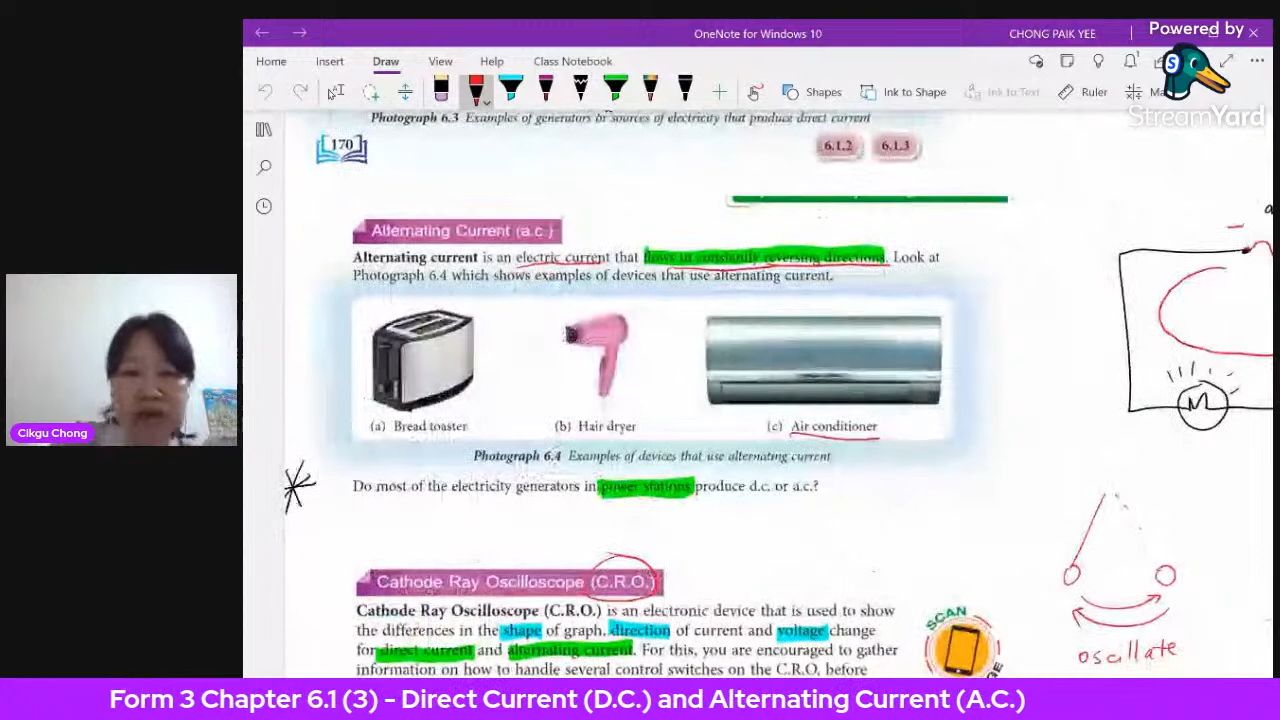 OneNote for Windows 10
CHONG PAIK YEE
Powered by
StreamYard
Home Insert Draw View Help Class Notebook
Shapes Ink to Shape Ink to Text Ruler
Photograph 6.3 Examples of generators or sources of electricity that produce direct current
170
6.1.2 6.1.3
Alternating Current (a.c.)
Alternating current is an electric current that flows in constantly reversing directions. Look at
Photograph 6.4 which shows examples of devices that use alternating current.
(a) Bread toaster
(b) Hair dryer
(c) Air conditioner
Photograph 6.4 Examples of devices that use alternating current
Do most of the electricity generators in power stations produce d.c. or a.c.?
Cathode Ray Oscilloscope (C.R.O.)
Cathode Ray Oscilloscope (C.R.O.) is an electronic device that is used to show
the differences in the shape of graph, direction of current and voltage change
for direct current and alternating current. For this, you are encouraged to gather
information on how to handle several control switches on the C.R.O, before
SCAN
oscillate
Cikgu Chong
Form 3 Chapter 6.1 (3) - Direct Current (D.C.) and Alternating Current (A.C.)